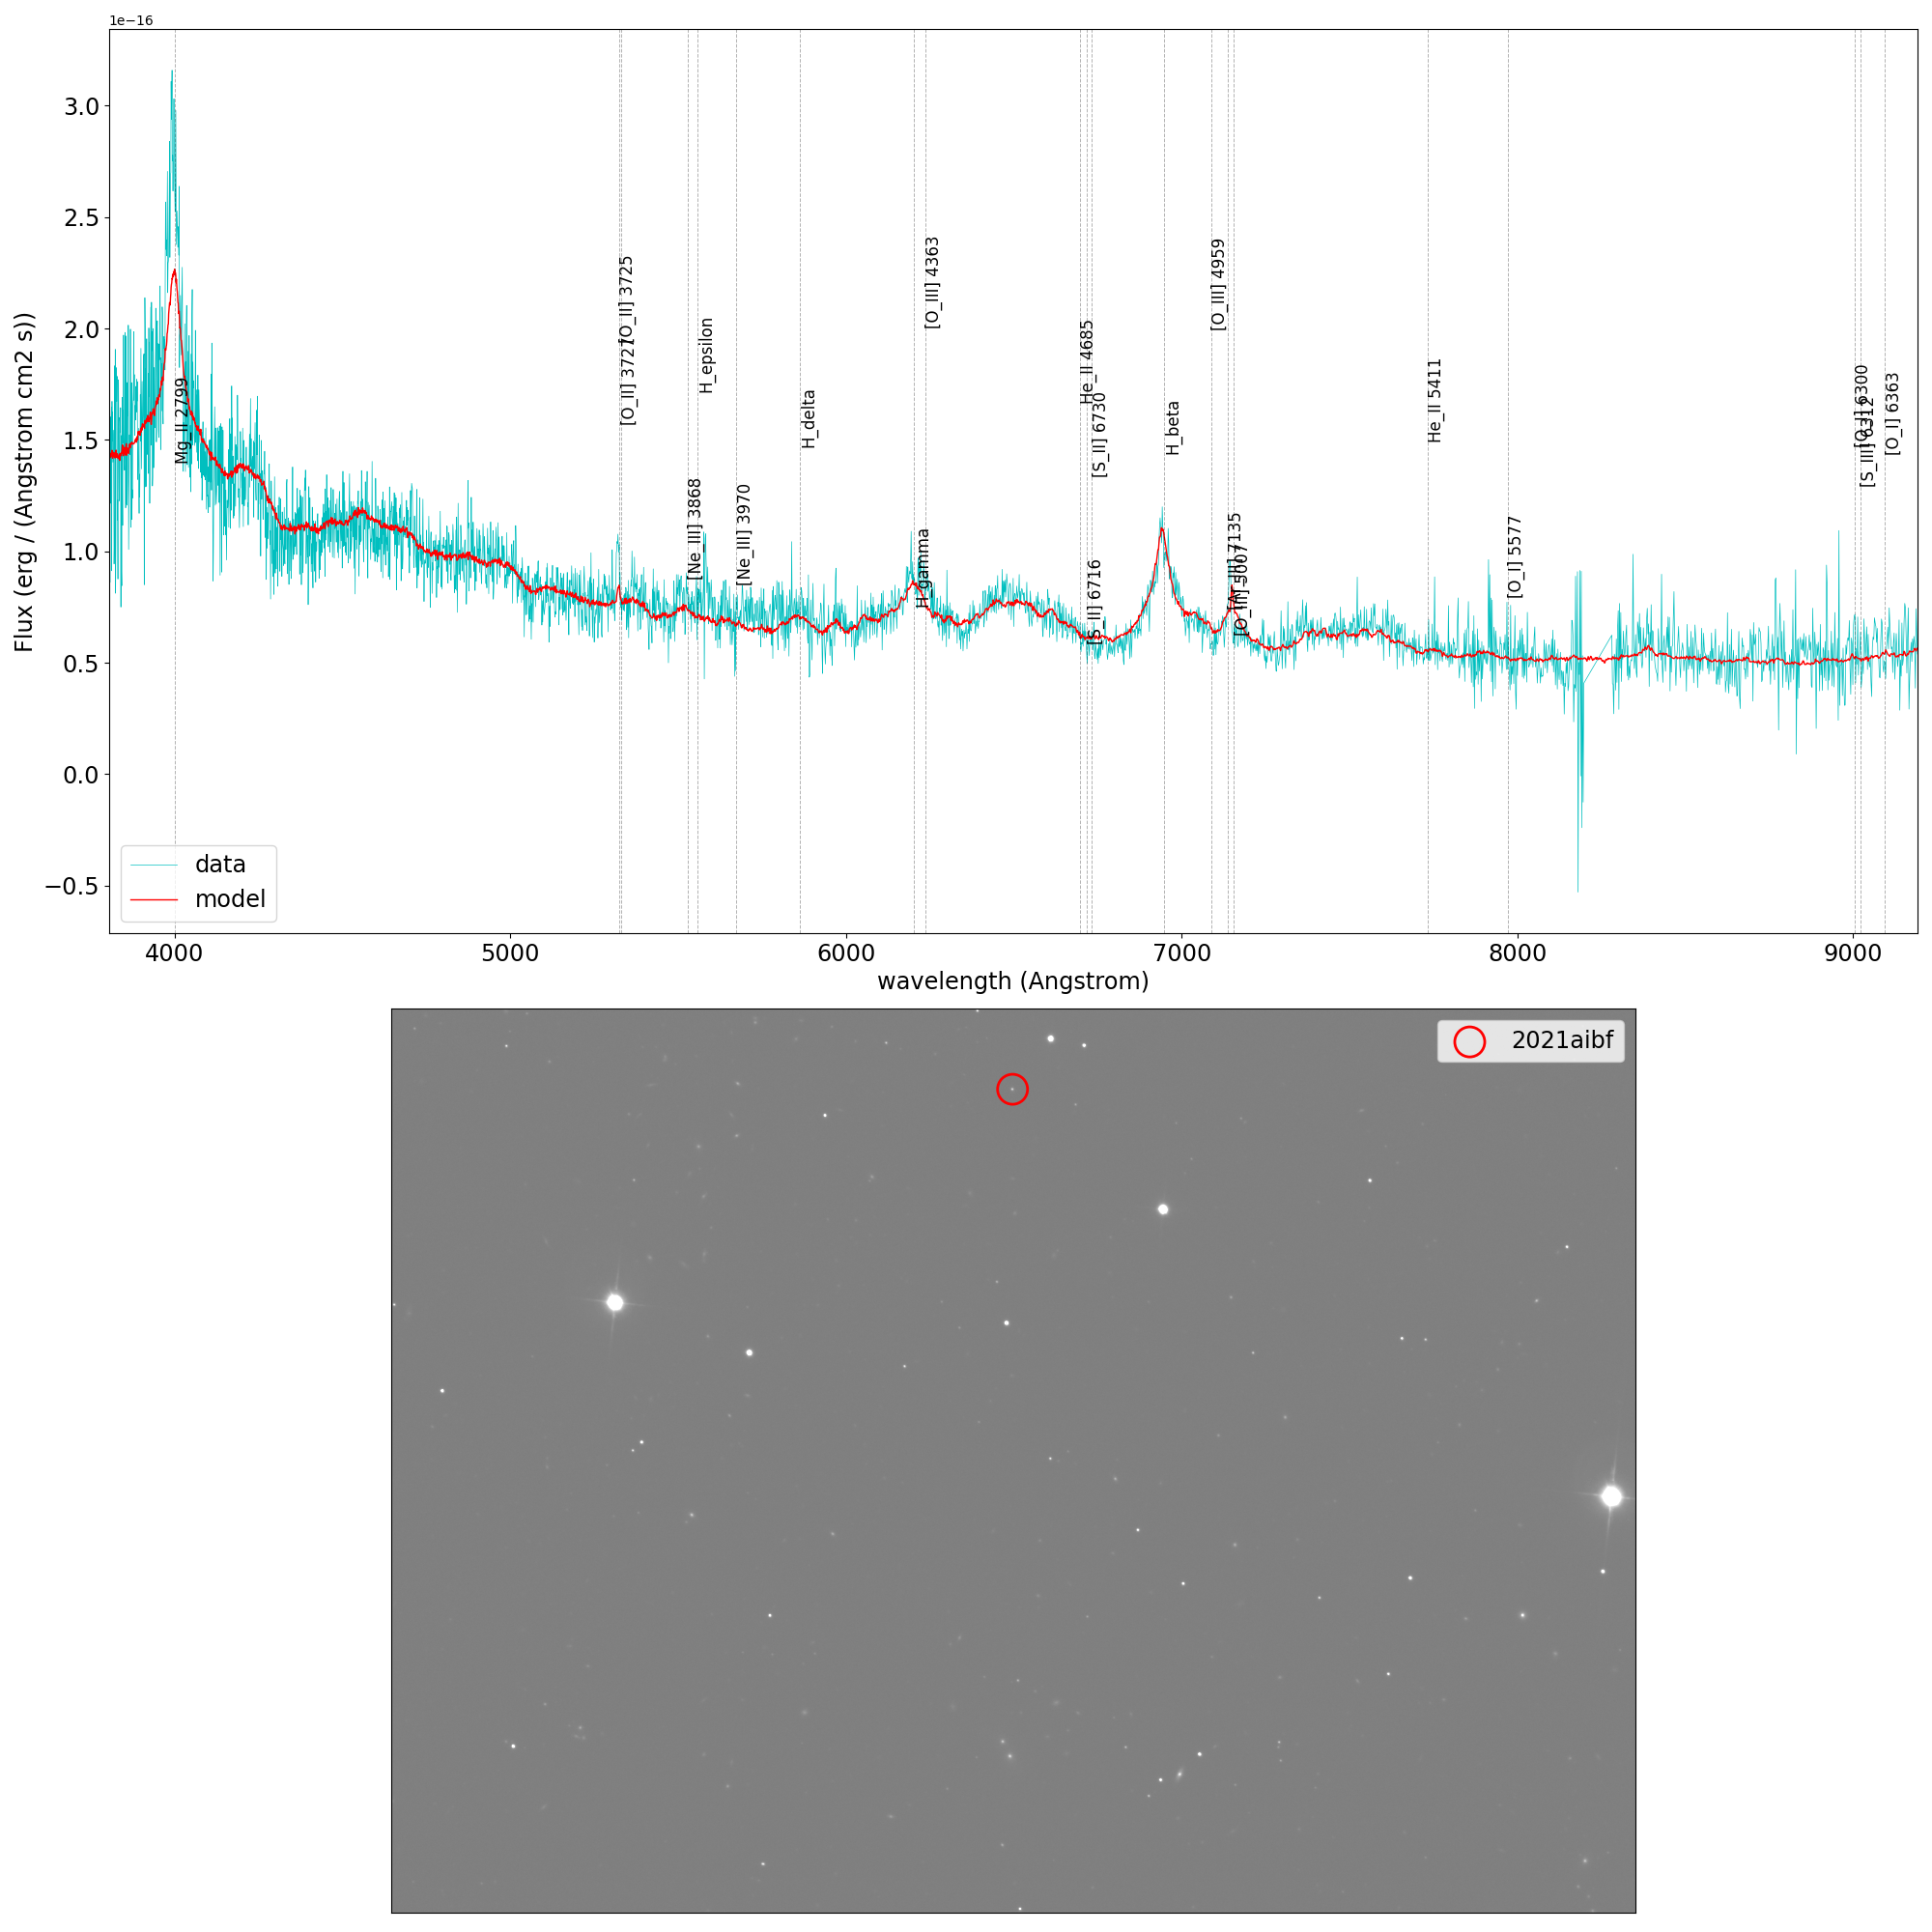 1e−16
3.0
2.5
2.0
1.5
1.0
0.5
0.0
−0.5
Flux (erg / (Angstrom cm2 s))
Mg_II 2799
[O_II] 3725
[O_II] 3727
[Ne_III] 3868
H_epsilon
[Ne_III] 3970
H_delta
H_gamma
[O_III] 4363
He_II 4685
[S_II] 6716
[S_II] 6730
H_beta
[O_III] 4959
7135
[O_III] 5007
He_II 5411
[O_I] 5577
[O_I] 6300
[S_III] 6312
[O_I] 6363
data
model
4000
5000
6000
7000
8000
9000
wavelength (Angstrom)
2021aibf